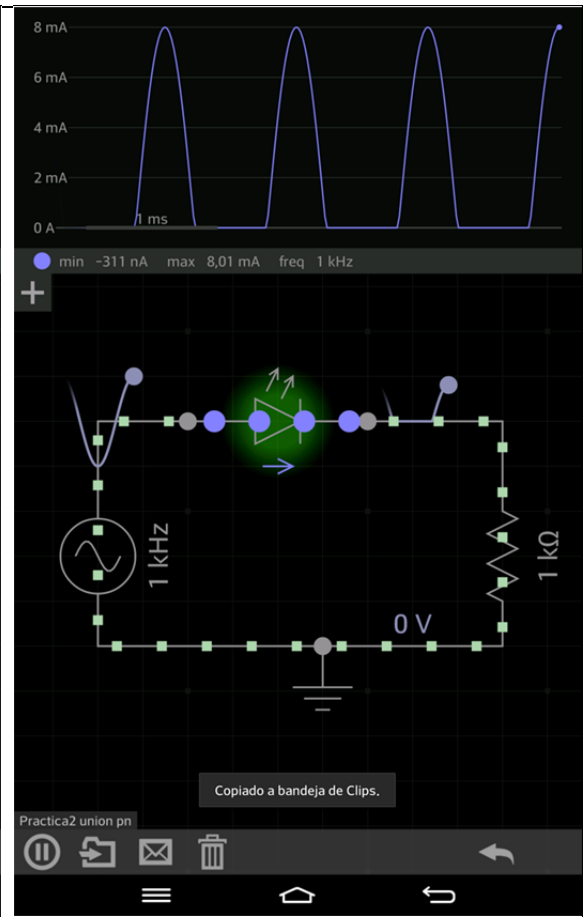 8 mA
6 mA
4 mA
2 mA
1 ms
0 A
min -311 nA max 8,01 mA freq 1 kHz
1 kHz
1 kΩ
0 V
Copiado a bandeja de Clips.
Practica2 union pn